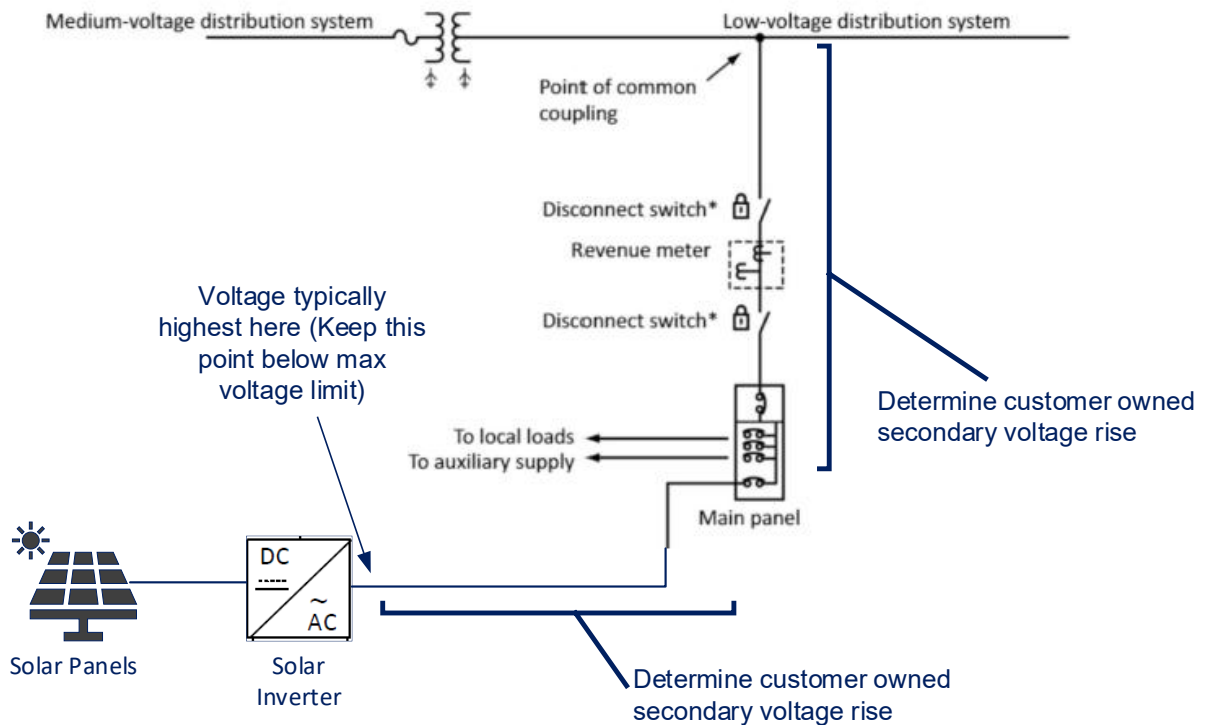 Medium-voltage distribution system
Low-voltage distribution system
Point of common
coupling
Disconnect switch*
Revenue meter
Disconnect switch*
Voltage typically
highest here (Keep this
point below max
voltage limit)
Determine customer owned
secondary voltage rise
To local loads
To auxiliary supply
Main panel
DC
AC
Solar Panels
Solar
Inverter
Determine customer owned
secondary voltage rise